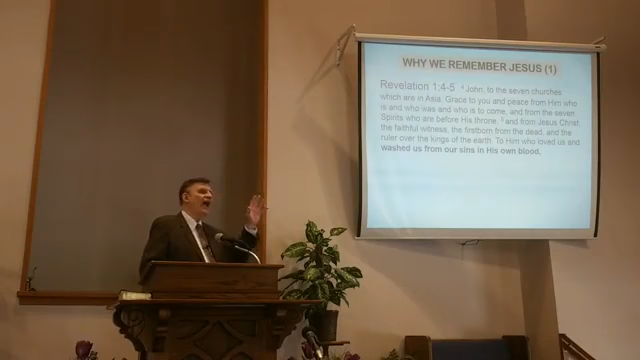 WHY WE REMEMBER JESUS (1)
Revelation 1:4-5 4 John, to the seven churches
which are in Asia: Grace to you and peace from Him who
is and who was and who is to come, and from the seven
Spirits who are before His throne, 5 and from Jesus Christ,
the faithful witness, the firstborn from the dead, and the
ruler over the kings of the earth. To Him who loved us and
washed us from our sins in His own blood,